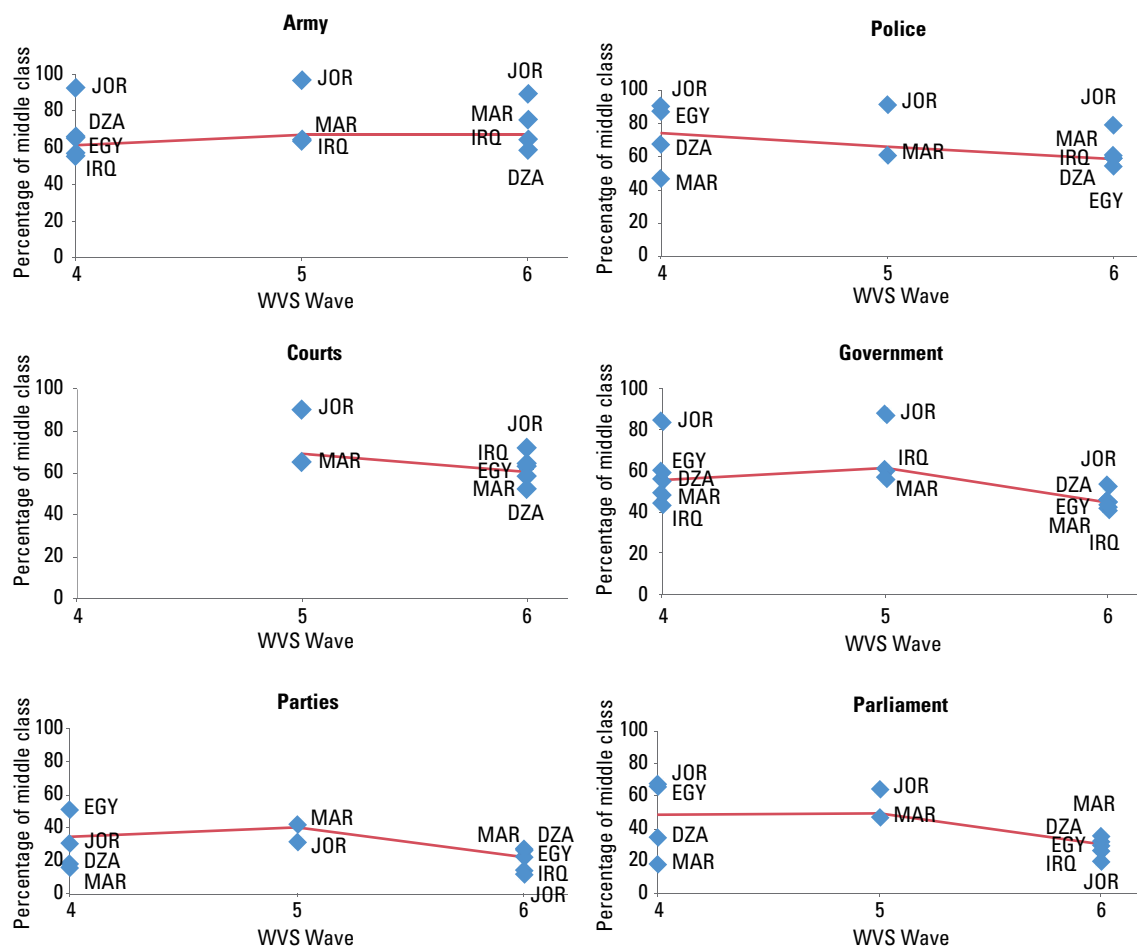 Army
Percentage of middle class
100
80
60
40
20
0
JOR
DZA
EGY
IRQ
JOR
MAR
IRQ
JOR
MAR
IRQ
DZA
4 5 6
WVS Wave
Police
Precenatge of middle class
100
80
60
40
20
0
JOR
EGY
DZA
MAR
JOR
MAR
JOR
MAR
IRQ
DZA
EGY
4 5 6
WVS Wave
Courts
Percentage of middle class
100
80
60
40
20
0
JOR
MAR
JOR
IRQ
EGY
MAR
DZA
4 5 6
WVS Wave
Government
Percentage of middle class
100
80
60
40
20
0
JOR
EGY
DZA
MAR
IRQ
JOR
IRQ
MAR
JOR
DZA
EGY
MAR
IRQ
4 5 6
WVS Wave
Parties
Percentage of middle class
100
80
60
40
20
0
EGY
JOR
DZA
MAR
MAR
JOR
MAR DZA
EGY
IRQ
JOR
4 5 6
WVS Wave
Parliament
Percentage of middle class
100
80
60
40
20
0
JOR
EGY
DZA
MAR
JOR
MAR
MAR
DZA
EGY
IRQ
JOR
4 5 6
WVS Wave